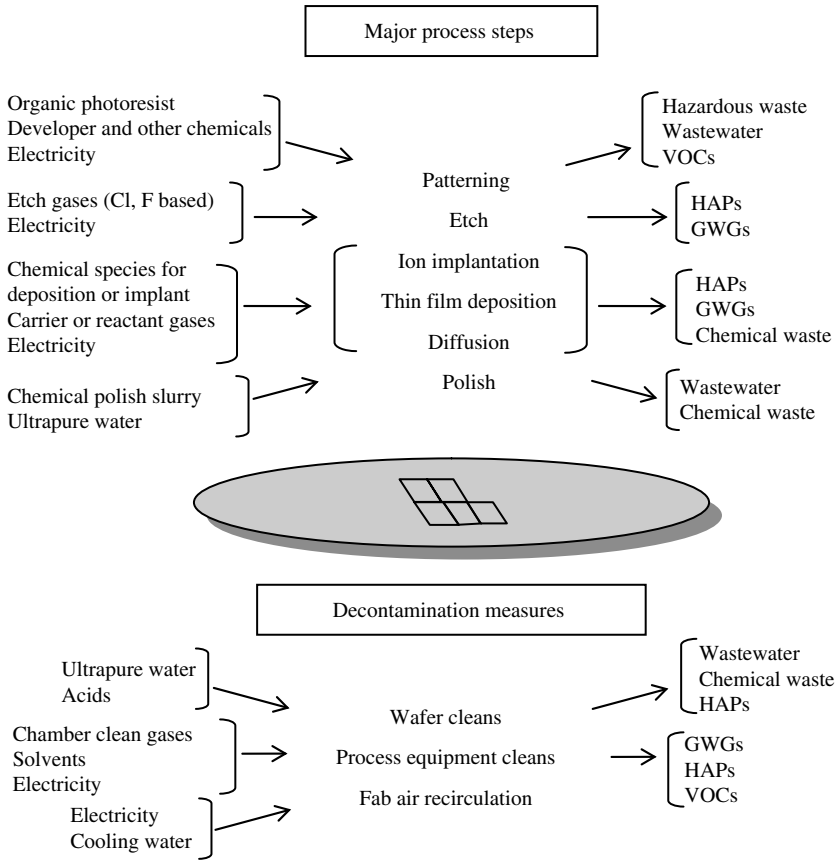 Major process steps
Organic photoresist
Developer and other chemicals
Electricity
Hazardous waste
Wastewater
VOCs
Patterning
Etch gases (Cl, F based)
Electricity
Etch
HAPs
GWGs
Chemical species for
deposition or implant
Carrier or reactant gases
Electricity
Ion implantation
Thin film deposition
Diffusion
HAPs
GWGs
Chemical waste
Chemical polish slurry
Ultrapure water
Polish
Wastewater
Chemical waste
Decontamination measures
Ultrapure water
Acids
Wafer cleans
Wastewater
Chemical waste
HAPs
Chamber clean gases
Solvents
Electricity
Process equipment cleans
GWGs
HAPs
VOCs
Electricity
Cooling water
Fab air recirculation